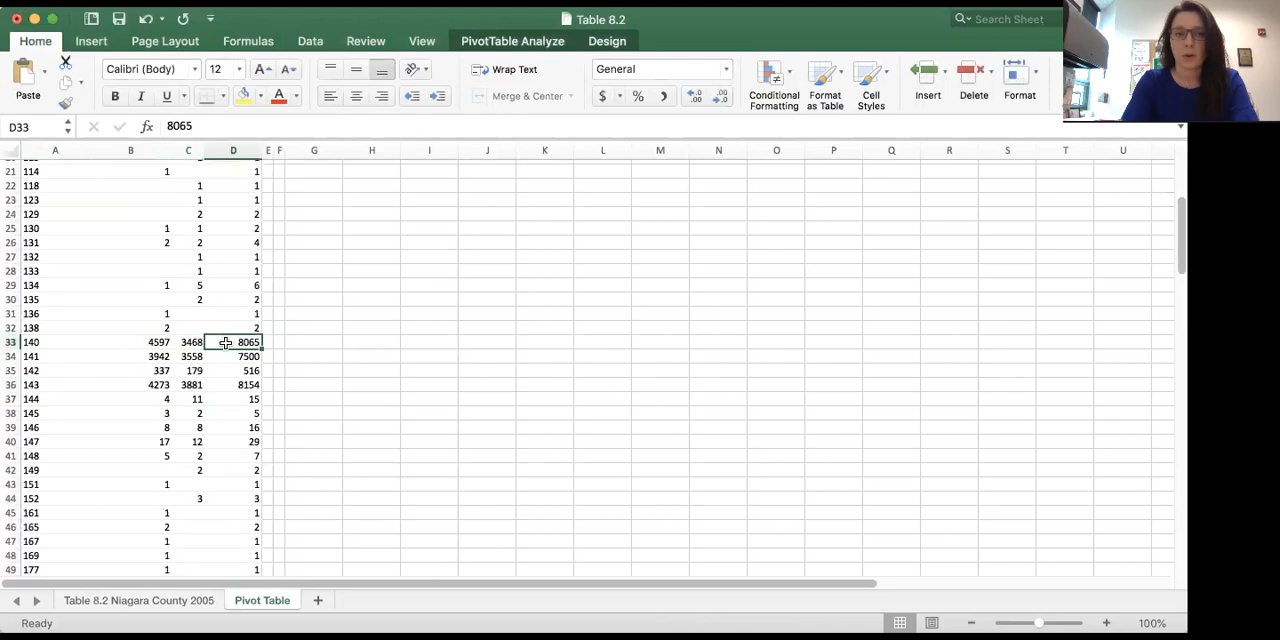 Table 8.2
Search Sheet
Home Insert Page Layout Formulas Data Review View PivotTable Analyze Design
Paste
Calibri (Body) 12 A A
B I U A
Wrap Text
Merge & Center
General
$ % )
Conditional Formatting
Format as Table
Cell Styles
Insert
Delete
Format
D33 fx 8065
A B C D E F G H I J K L M N O P Q R S T U
21 114 1 1
22 118 1 1
23 123 1 1
24 129 2 2
25 130 1 1 2
26 131 2 2 4
27 132 1 1
28 133 1 1
29 134 1 5 6
30 135 2 2
31 136 1 1
32 138 2 2
33 140 4597 3468 8065
34 141 3942 3558 7500
35 142 337 179 516
36 143 4273 3881 8154
37 144 4 11 15
38 145 3 2 5
39 146 8 8 16
40 147 17 12 29
41 148 5 2 7
42 149 2 2
43 151 1 1
44 152 3 3
45 161 1 1
46 165 2 2
47 167 1 1
48 169 1 1
49 177 1 1
Table 8.2 Niagara County 2005 Pivot Table +
Ready
100%